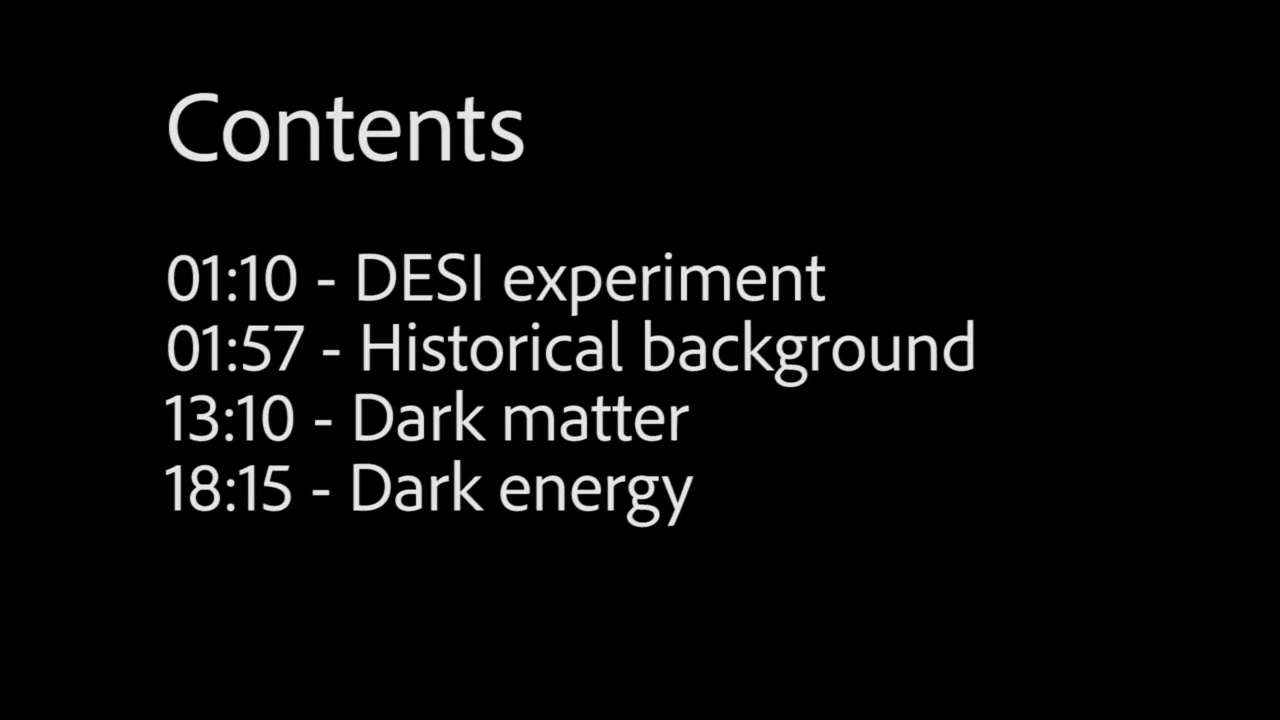 Contents
01:10 - DESI experiment
01:57 - Historical background
13:10 - Dark matter
18:15 - Dark energy